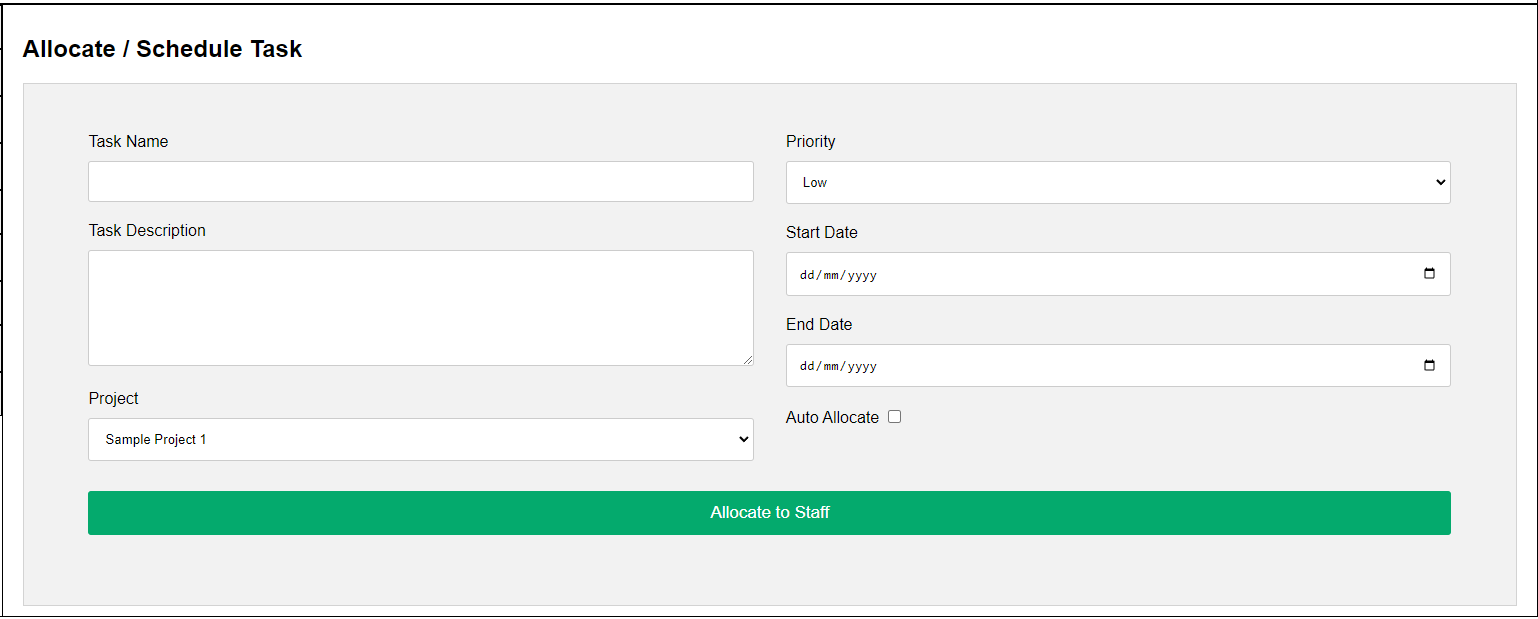 Allocate / Schedule Task
Task Name
Task Description
Project
Sample Project 1
Priority
Low
Start Date
dd/mm/yyyy
End Date
dd/mm/yyyy
Auto Allocate
Allocate to Staff